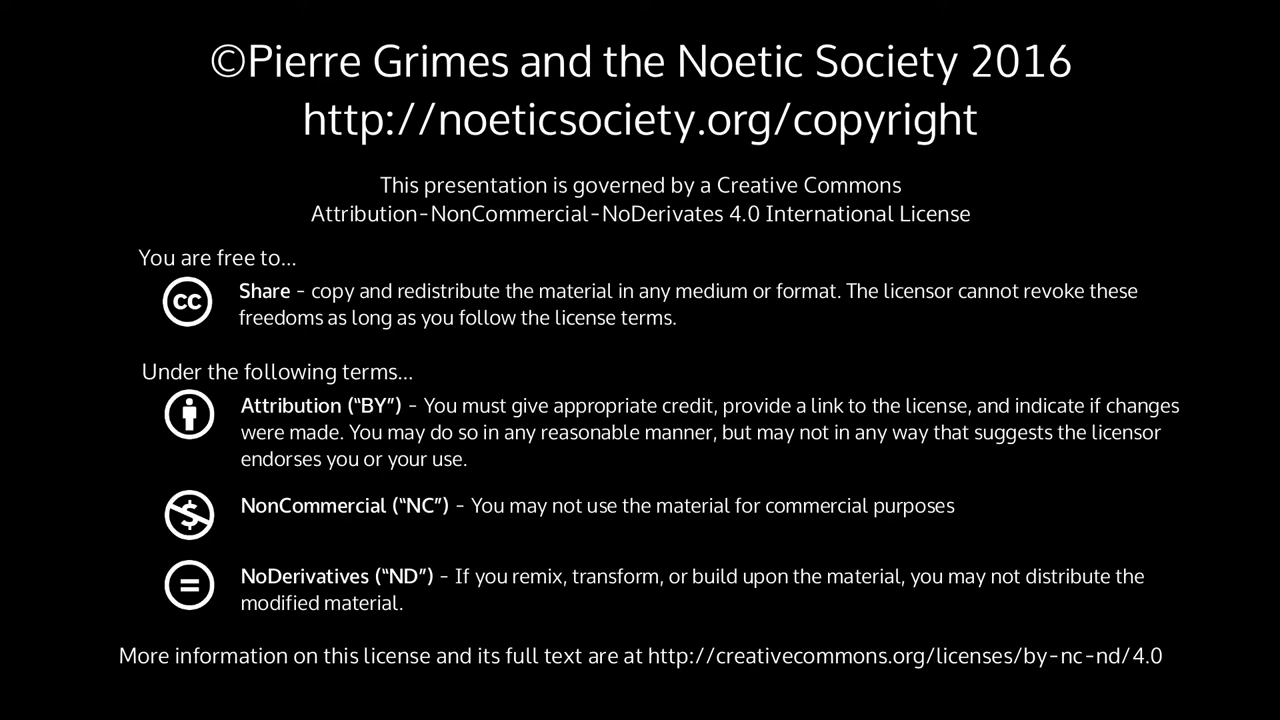 ©Pierre Grimes and the Noetic Society 2016
http://noeticsociety.org/copyright
This presentation is governed by a Creative Commons
Attribution-NonCommercial-NoDerivates 4.0 International License
You are free to...
cc
Share - copy and redistribute the material in any medium or format. The licensor cannot revoke these
freedoms as long as you follow the license terms.
Under the following terms...
Attribution (“BY”) - You must give appropriate credit, provide a link to the license, and indicate if changes
were made. You may do so in any reasonable manner, but may not in any way that suggests the licensor
endorses you or your use.
$
NonCommercial (“NC”) - You may not use the material for commercial purposes
=
NoDerivatives (“ND”) - If you remix, transform, or build upon the material, you may not distribute the
modified material.
More information on this license and its full text are at http://creativecommons.org/licenses/by-nc-nd/4.0